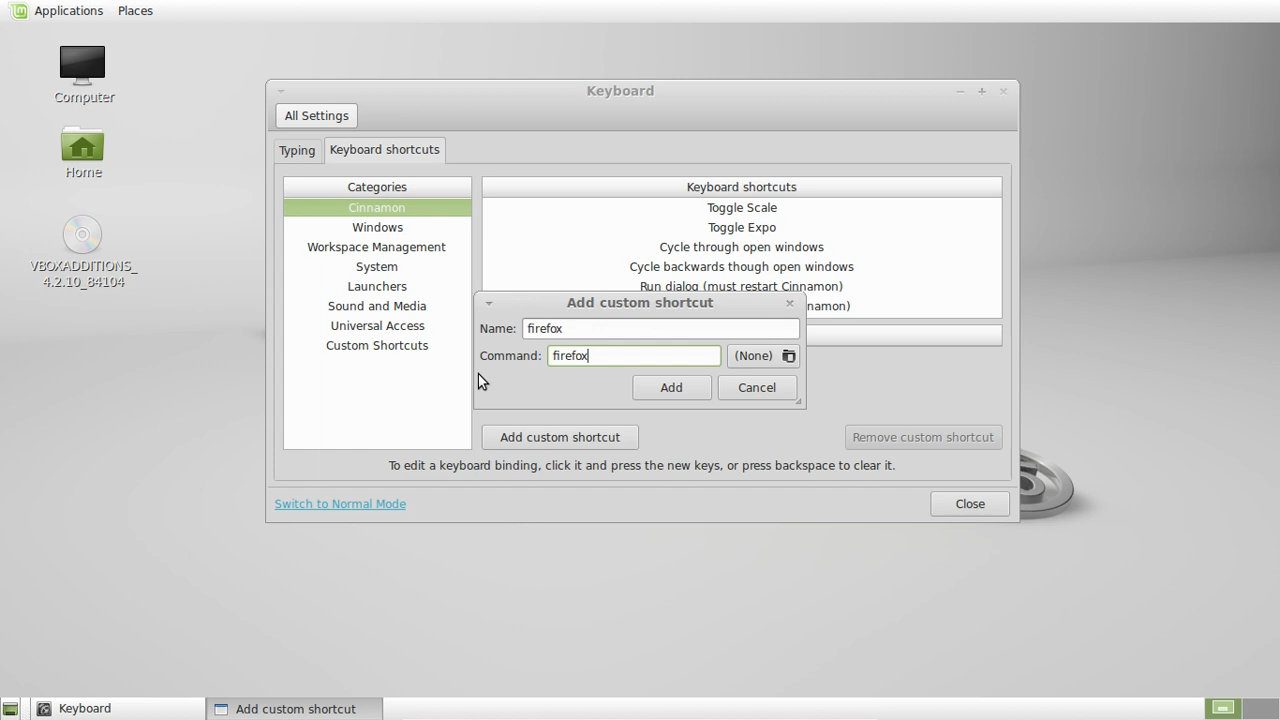 Applications Places
Computer
Home
VBOXADDITIONS_
4.2.10_84104
Keyboard
All Settings
Typing Keyboard shortcuts
Categories
Cinnamon
Windows
Workspace Management
System
Launchers
Sound and Media
Universal Access
Custom Shortcuts
Keyboard shortcuts
Toggle Scale
Toggle Expo
Cycle through open windows
Cycle backwards though open windows
Run dialog (must restart Cinnamon)
namon)
Add custom shortcut
Name: firefox
Command: firefox (None)
Add Cancel
Add custom shortcut Remove custom shortcut
To edit a keyboard binding, click it and press the new keys, or press backspace to clear it.
Switch to Normal Mode Close
Keyboard Add custom shortcut